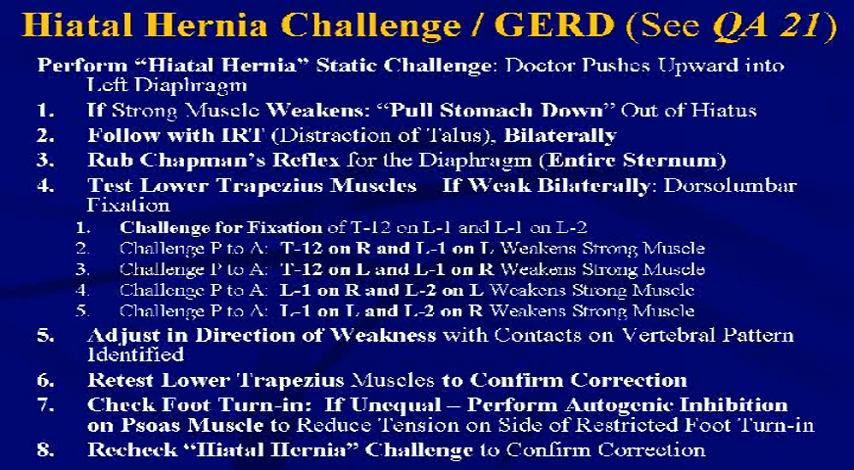 Hiatal Hernia Challenge / GERD (See QA 21)
Perform “Hiatal Hernia” Static Challenge: Doctor Pushes Upward into
Left Diaphragm
1. If Strong Muscle Weakens: “Pull Stomach Down” Out of Hiatus
2. Follow with IRT (Distraction of Talus), Bilaterally
3. Rub Chapman’s Reflex for the Diaphragm (Entire Sternum)
4. Test Lower Trapezius Muscles If Weak Bilaterally: Dorsolumbar
Fixation
1. Challenge for Fixation of T-12 on L-1 and L-1 on L-2
2. Challenge P to A: T-12 on R and L-1 on L Weakens Strong Muscle
3. Challenge P to A: T-12 on L and L-1 on R Weakens Strong Muscle
4. Challenge P to A: L-1 on R and L-2 on L Weakens Strong Muscle
5. Challenge P to A: L-1 on L and L-2 on R Weakens Strong Muscle
5. Adjust in Direction of Weakness with Contacts on Vertebral Pattern
Identified
6. Retest Lower Trapezius Muscles to Confirm Correction
7. Check Foot Turn-in: If Unequal – Perform Autogenic Inhibition
on Psoas Muscle to Reduce Tension on Side of Restricted Foot Turn-in
8. Recheck “Hiatal Hernia” Challenge to Confirm Correction